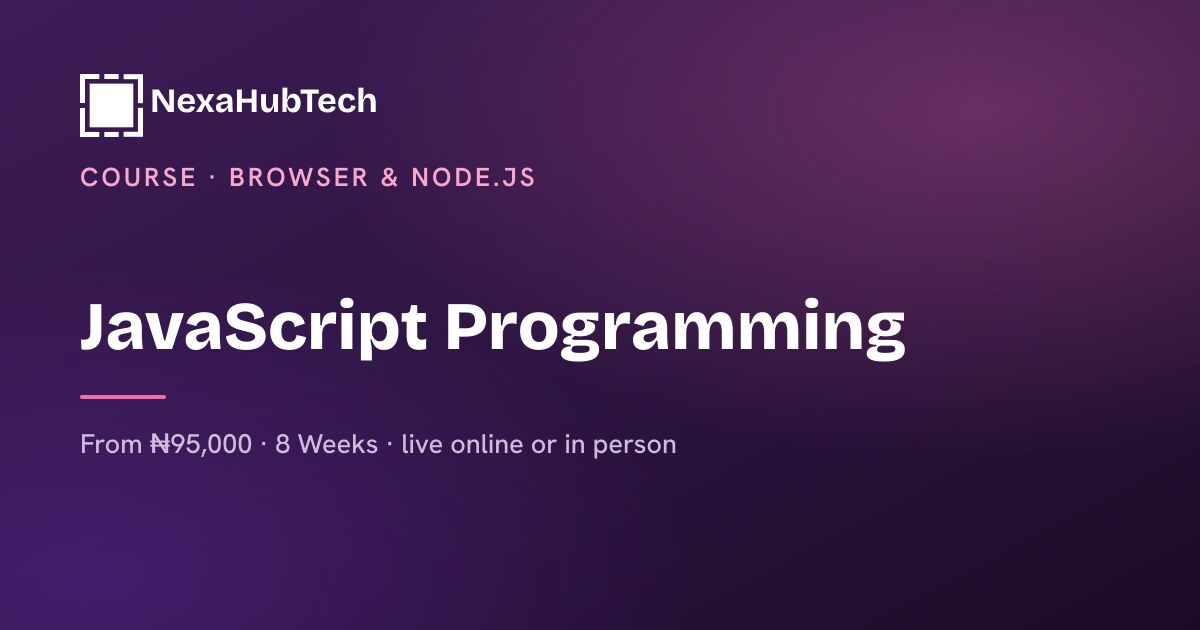 NexaHubTech
COURSE · BROWSER & NODE.JS
JavaScript Programming
From ₦95,000 · 8 Weeks · live online or in person